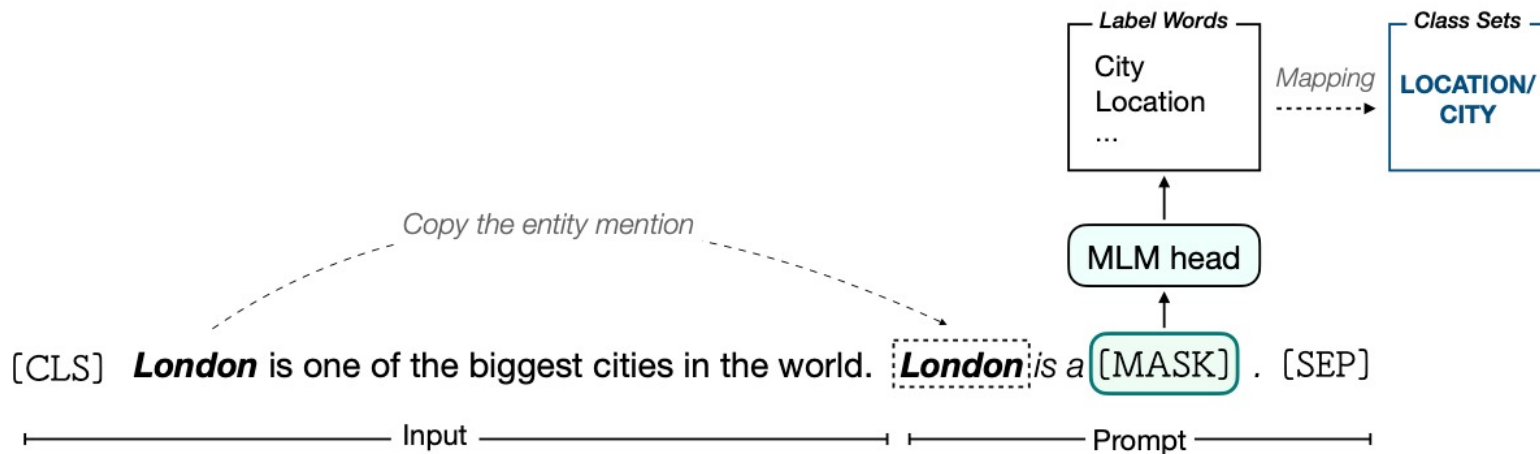 Label Words
Class Sets
City
Location
...
Mapping
LOCATION/
CITY
Copy the entity mention
MLM head
[CLS] London is one of the biggest cities in the world. London is a [MASK] . [SEP]
Input
Prompt